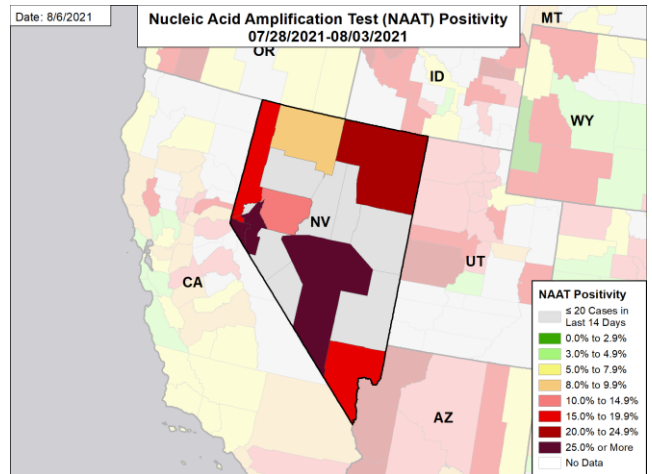 Date: 8/6/2021
Nucleic Acid Amplification Test (NAAT) Positivity
07/28/2021-08/03/2021
MT
OR
ID
WY
NV
UT
CA
AZ
NAAT Positivity
≤ 20 Cases in
Last 14 Days
0.0% to 2.9%
3.0% to 4.9%
5.0% to 7.9%
8.0% to 9.9%
10.0% to 14.9%
15.0% to 19.9%
20.0% to 24.9%
25.0% or More
No Data